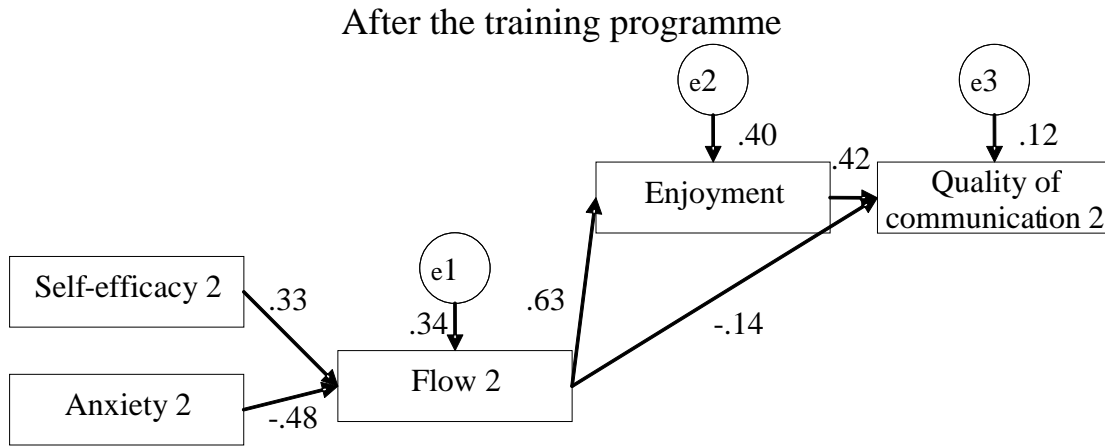 After the training programme
e2
e3
.40
.42
.12
Enjoyment
Quality of
communication 2
e1
Self-efficacy 2
.33
.34
.63
-.14
Flow 2
Anxiety 2
-.48